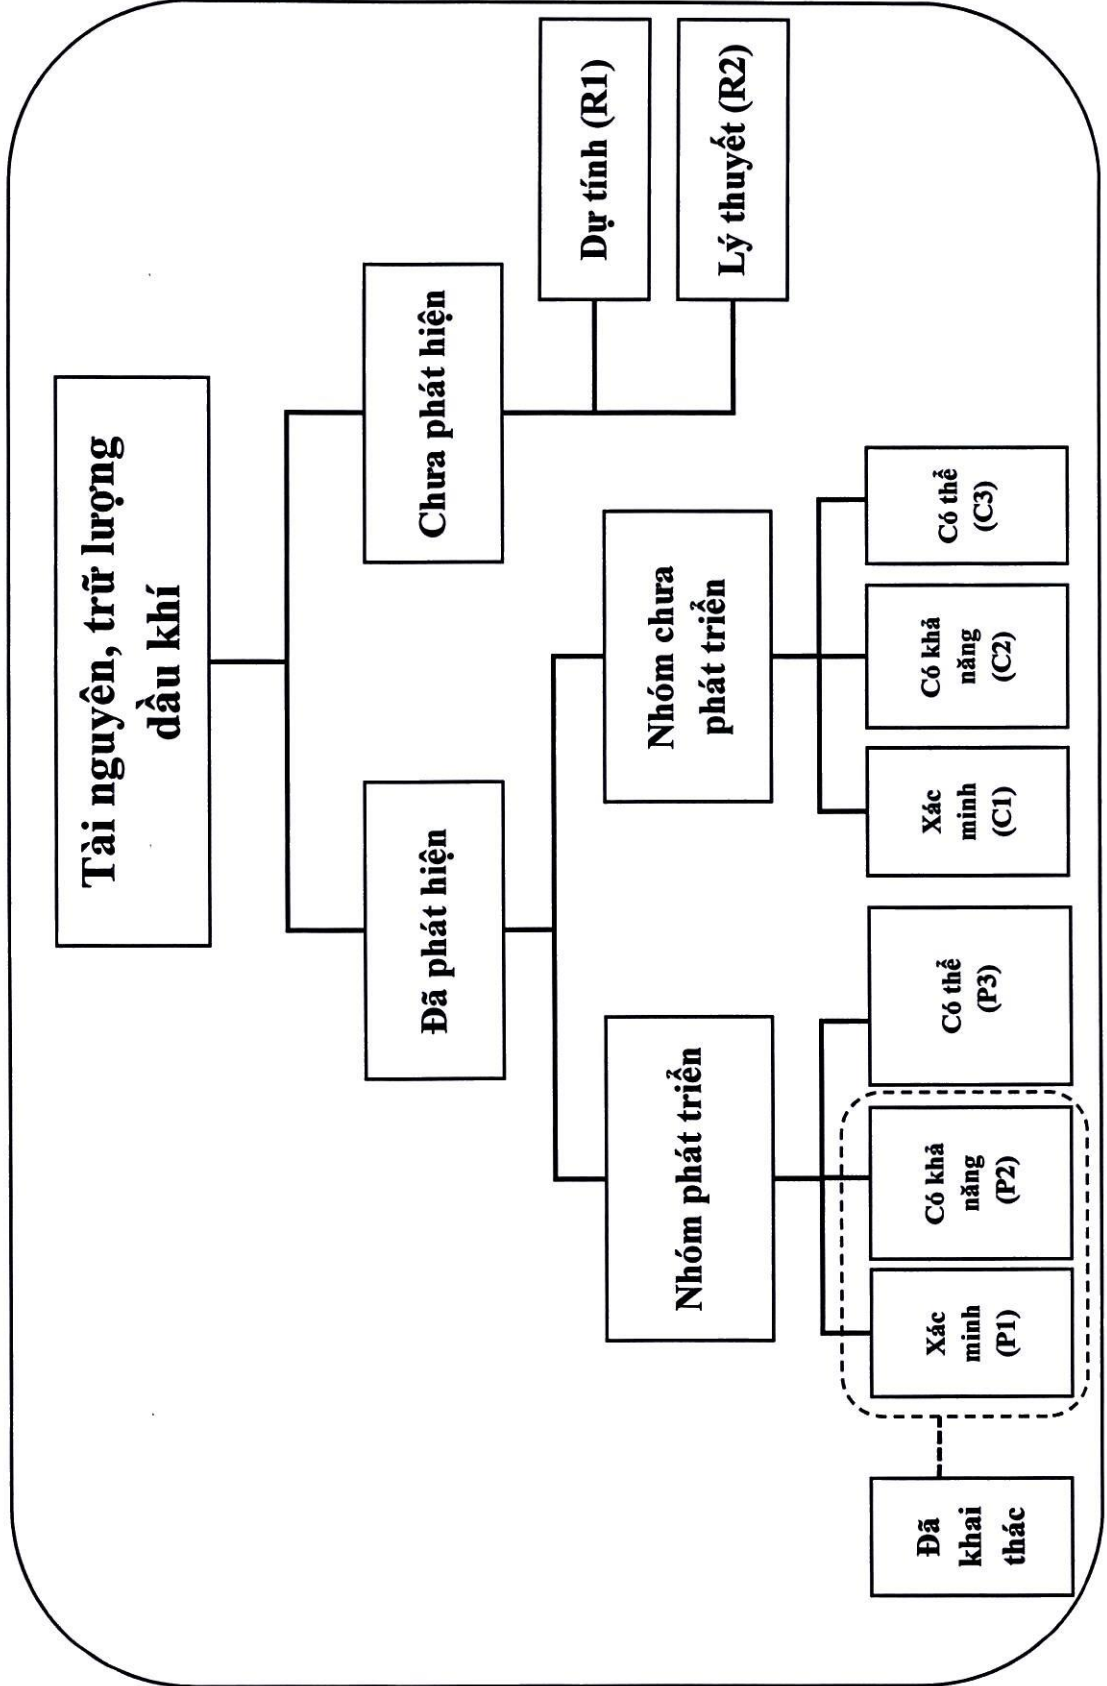 Tài nguyên, trữ lượng
dầu khí
Đã phát hiện
Chưa phát hiện
Dự tính (R1)
Lý thuyết (R2)
Nhóm phát triển
Nhóm chưa
phát triển
Đã
khai
thác
Xác
minh
(P1)
Có khả
năng
(P2)
Có thể
(P3)
Xác
minh
(C1)
Có khả
năng
(C2)
Có thể
(C3)